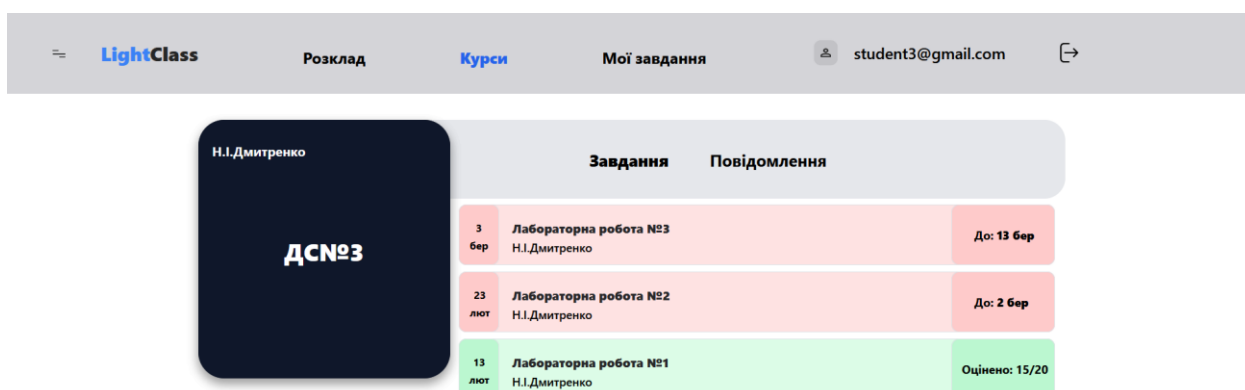 LightClass Розклад Курси Мої завдання student3@gmail.com
Н.І.Дмитренко
ДС№3
Завдання Повідомлення
3 бер
Лабораторна робота №3
Н.І.Дмитренко
До: 13 бер
23 лют
Лабораторна робота №2
Н.І.Дмитренко
До: 2 бер
13 лют
Лабораторна робота №1
Н.І.Дмитренко
Оцінено: 15/20